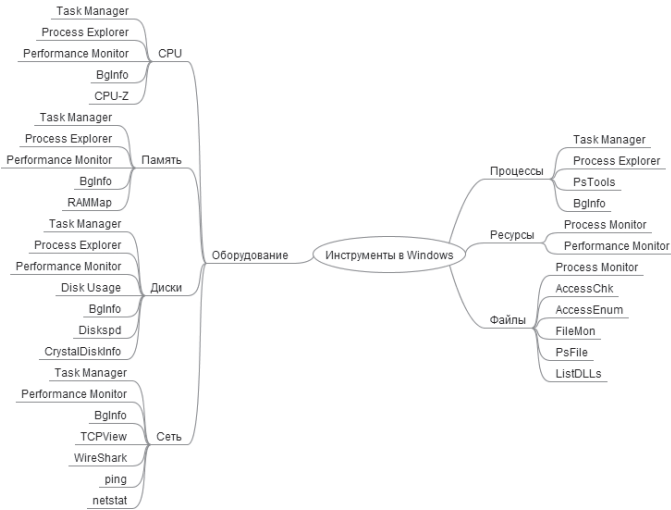 Инструменты в Windows
Оборудование
CPU
Task Manager
Process Explorer
Performance Monitor
BgInfo
CPU-Z
Память
Task Manager
Process Explorer
Performance Monitor
BgInfo
RAMMap
Диски
Task Manager
Process Explorer
Performance Monitor
Disk Usage
BgInfo
Diskspd
CrystalDiskInfo
Сеть
Task Manager
Performance Monitor
BgInfo
TCPView
WireShark
ping
netstat
Процессы
Task Manager
Process Explorer
PsTools
BgInfo
Ресурсы
Process Monitor
Performance Monitor
Файлы
Process Monitor
AccessChk
AccessEnum
FileMon
PsFile
ListDLLs